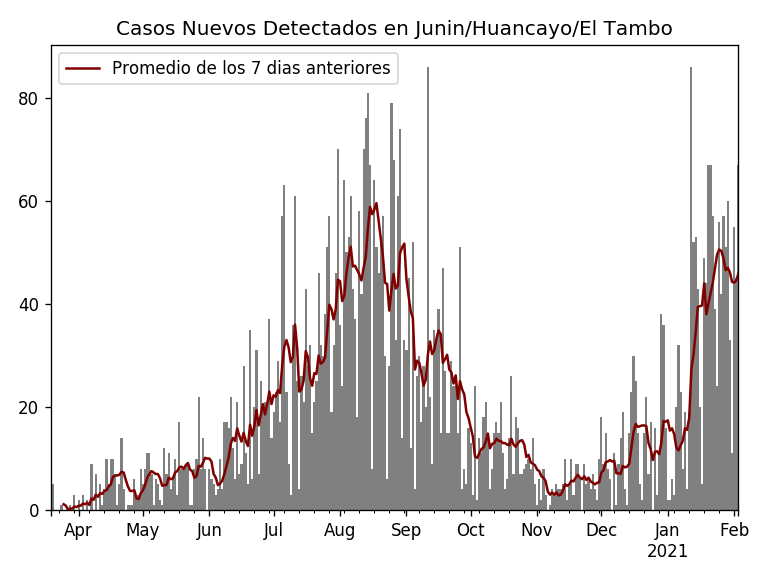 Casos Nuevos Detectados en Junin/Huancayo/El Tambo
Promedio de los 7 dias anteriores
80
60
40
20
0
Apr May Jun Jul Aug Sep Oct Nov Dec Jan Feb
2021